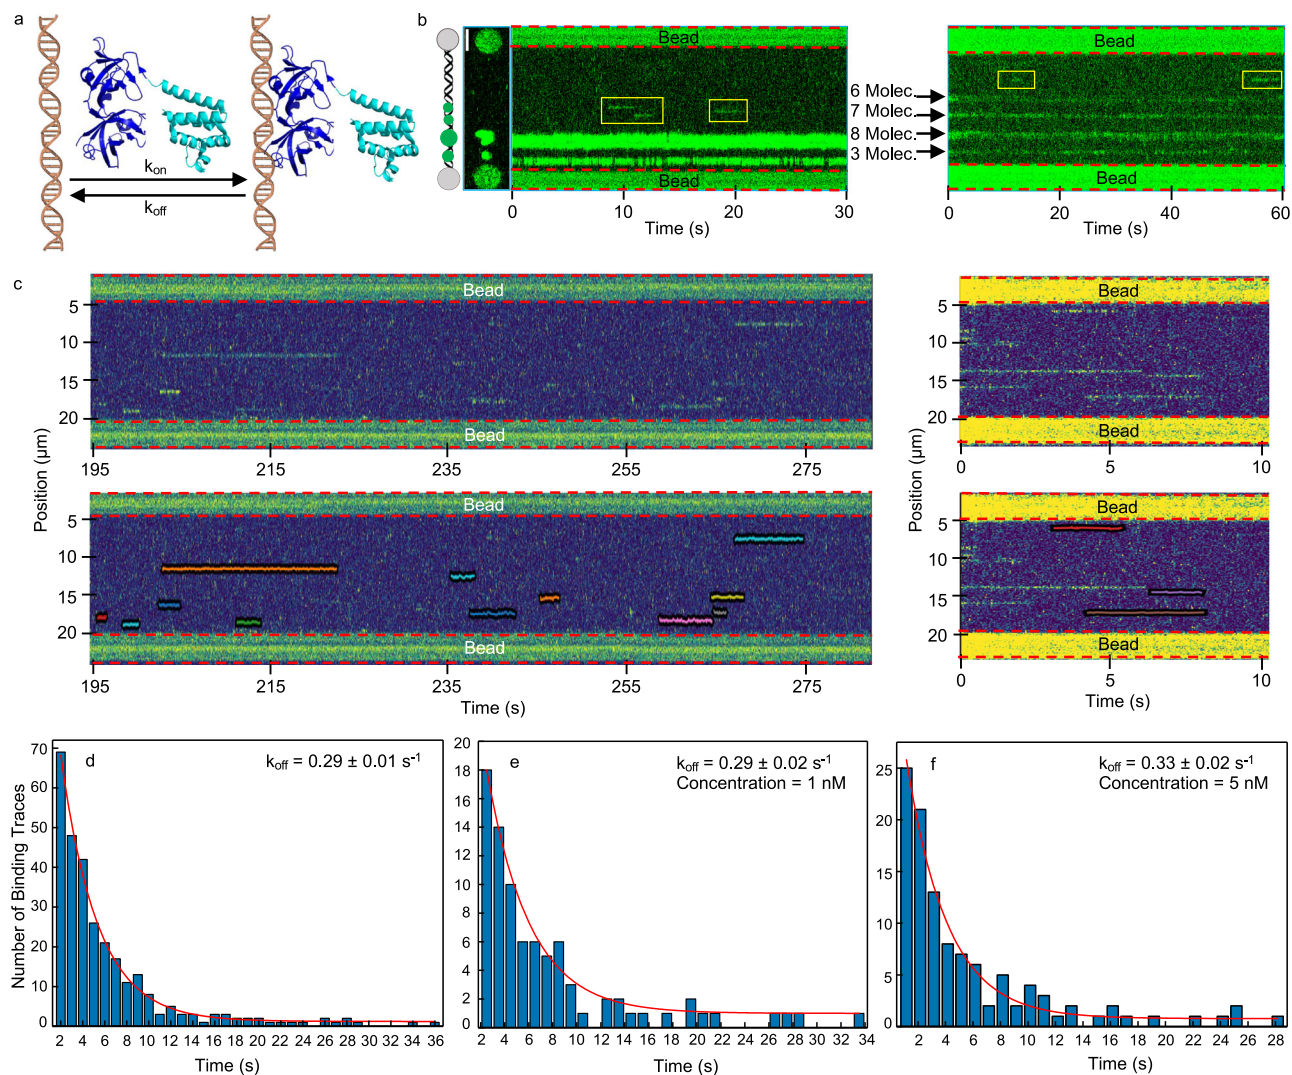 a
k_on
k_off
b
Bead
Bead
0
10
20
30
Time (s)
6 Molec.
7 Molec.
8 Molec.
3 Molec.
Bead
Bead
0
20
40
60
Time (s)
c
Position (µm)
Bead
5
10
15
20
Bead
195
215
235
255
275
Bead
5
10
15
20
Bead
0
5
10
Bead
5
10
15
20
Bead
195
215
235
255
275
Time (s)
Bead
5
10
15
20
Bead
0
5
10
Time (s)
Number of Binding Traces
d
k_off = 0.29 ± 0.01 s⁻¹
70
60
50
40
30
20
10
0
2 4 6 8 10 12 14 16 18 20 22 24 26 28 30 32 34 36
Time (s)
e
k_off = 0.29 ± 0.02 s⁻¹
Concentration = 1 nM
20
18
16
14
12
10
8
6
4
2
0
2 4 6 8 10 12 14 16 18 20 22 24 26 28 30 32 34
Time (s)
f
k_off = 0.33 ± 0.02 s⁻¹
Concentration = 5 nM
25
20
15
10
5
0
2 4 6 8 10 12 14 16 18 20 22 24 26 28
Time (s)